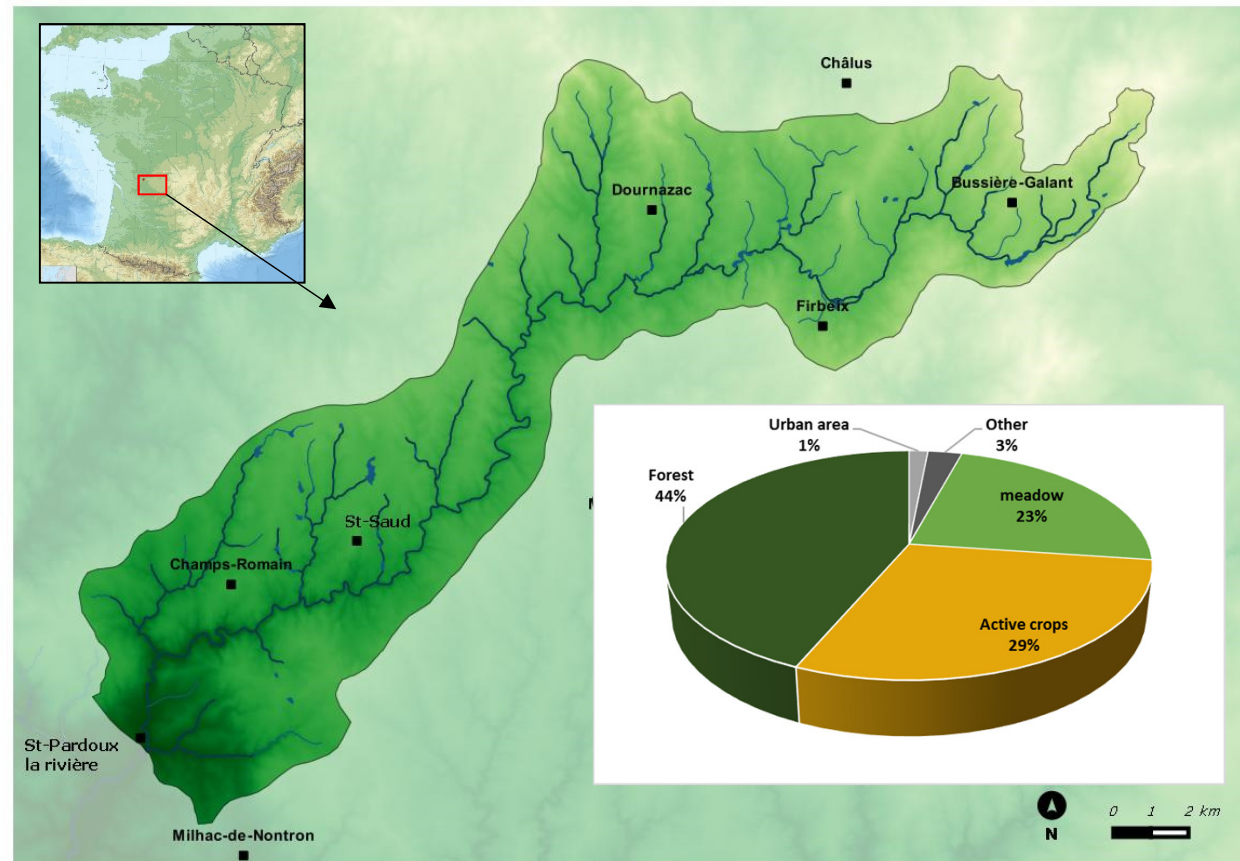 Châlus
Dournazac
Bussière-Galant
Firbeix
St-Saud
Champs-Romain
St-Pardoux
la rivière
Milhac-de-Nontron
Urban area
1%
Other
3%
Forest
44%
meadow
23%
Active crops
29%
N
0 1 2 km